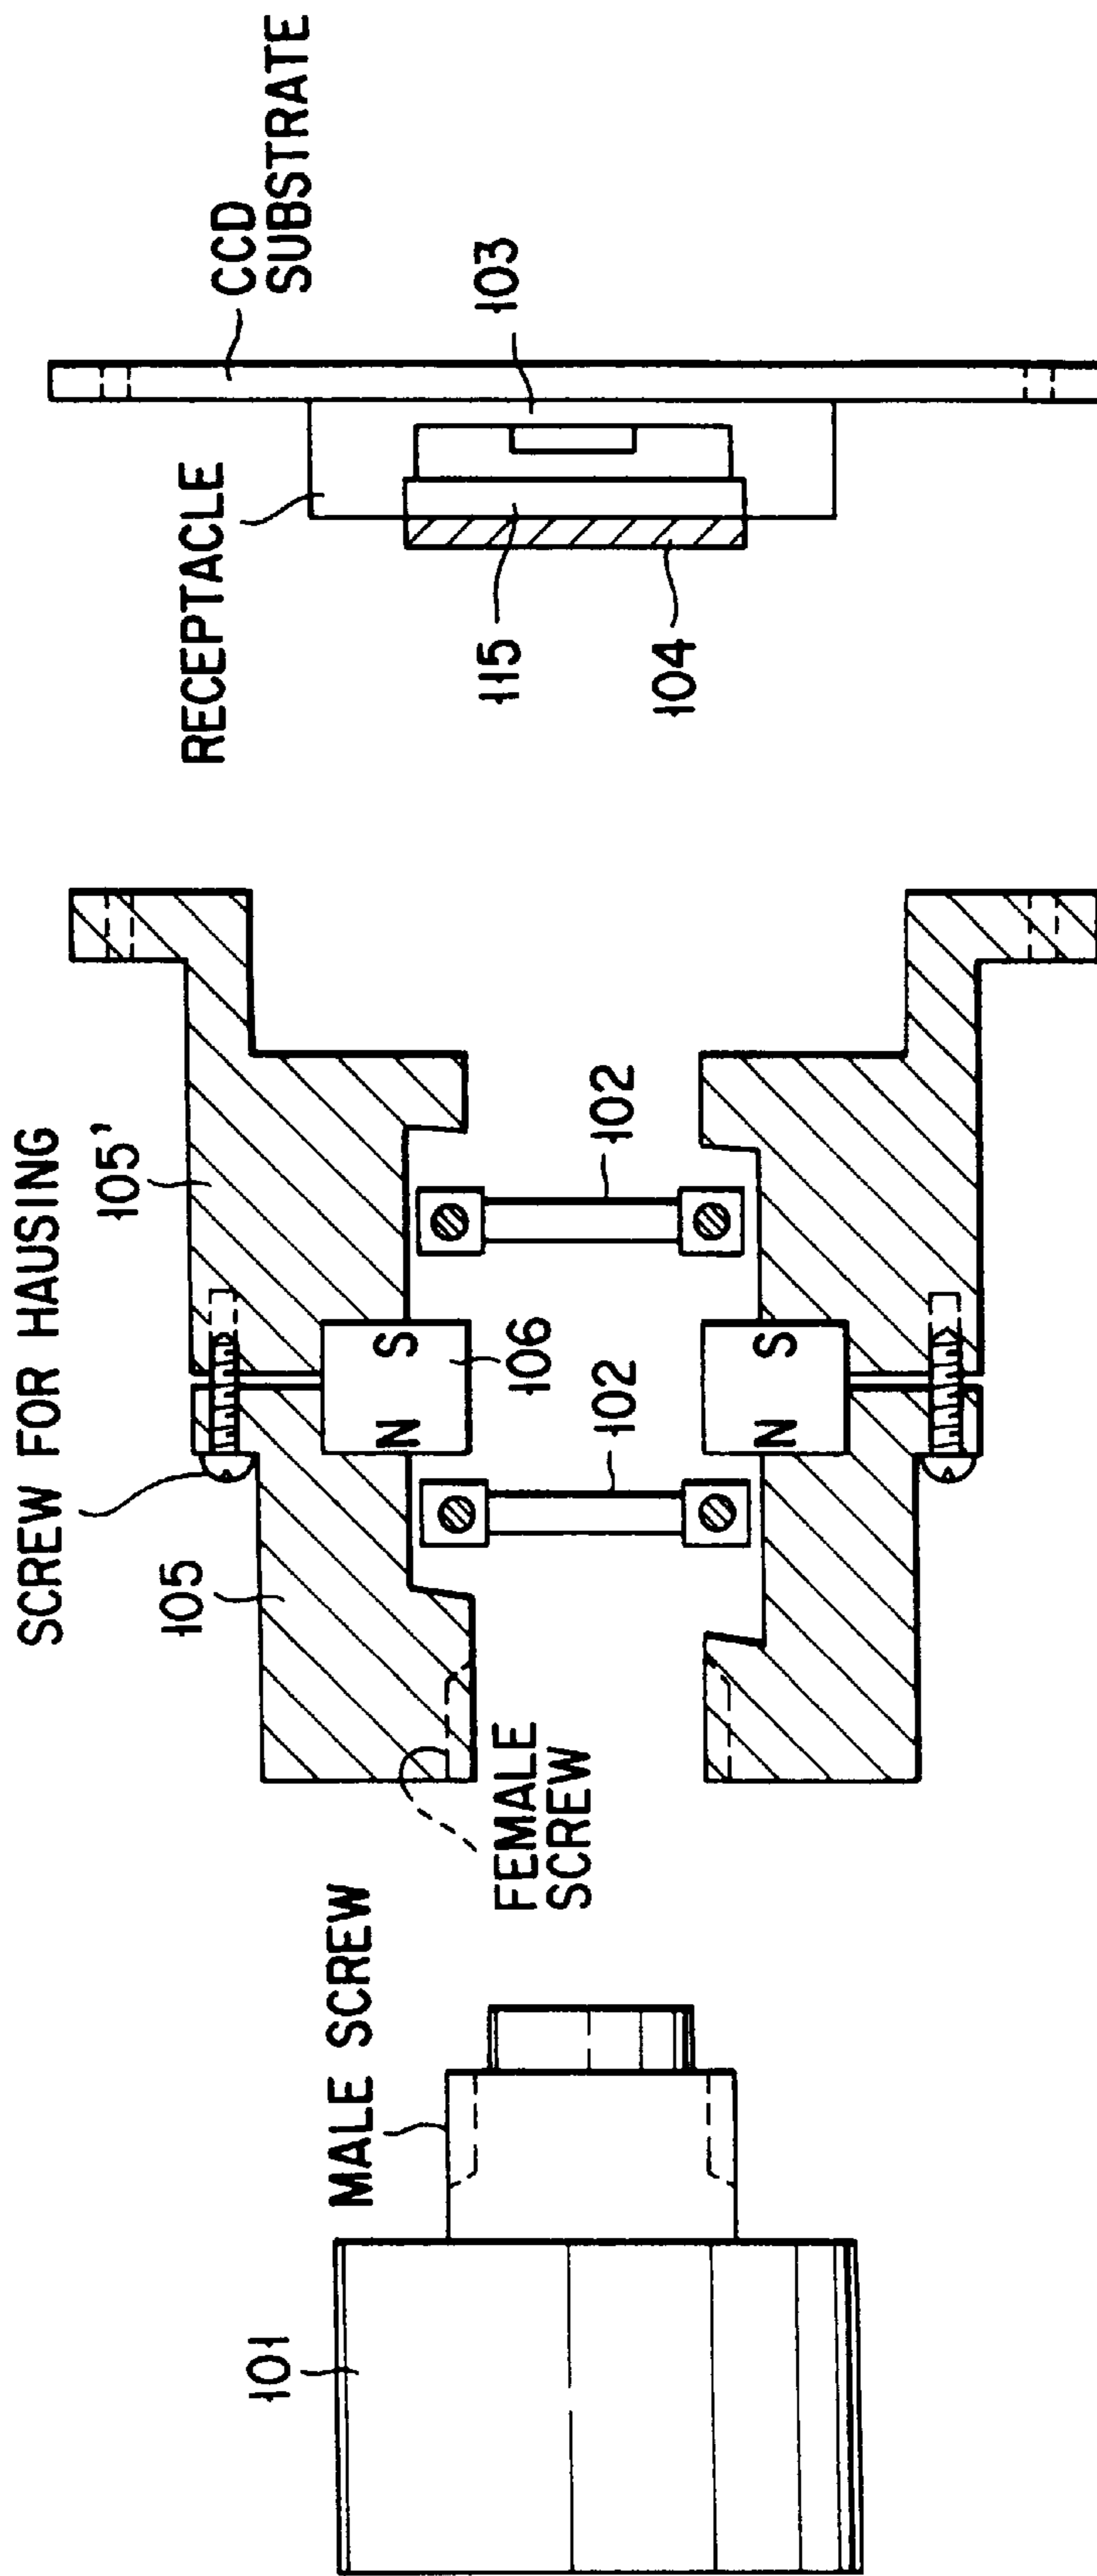 SCREW FOR HAUSING
105
105'
MALE SCREW
101
FEMALE
SCREW
102
102
N
S
106
N
S
RECEPTACLE
CCD
SUBSTRATE
103
115
104